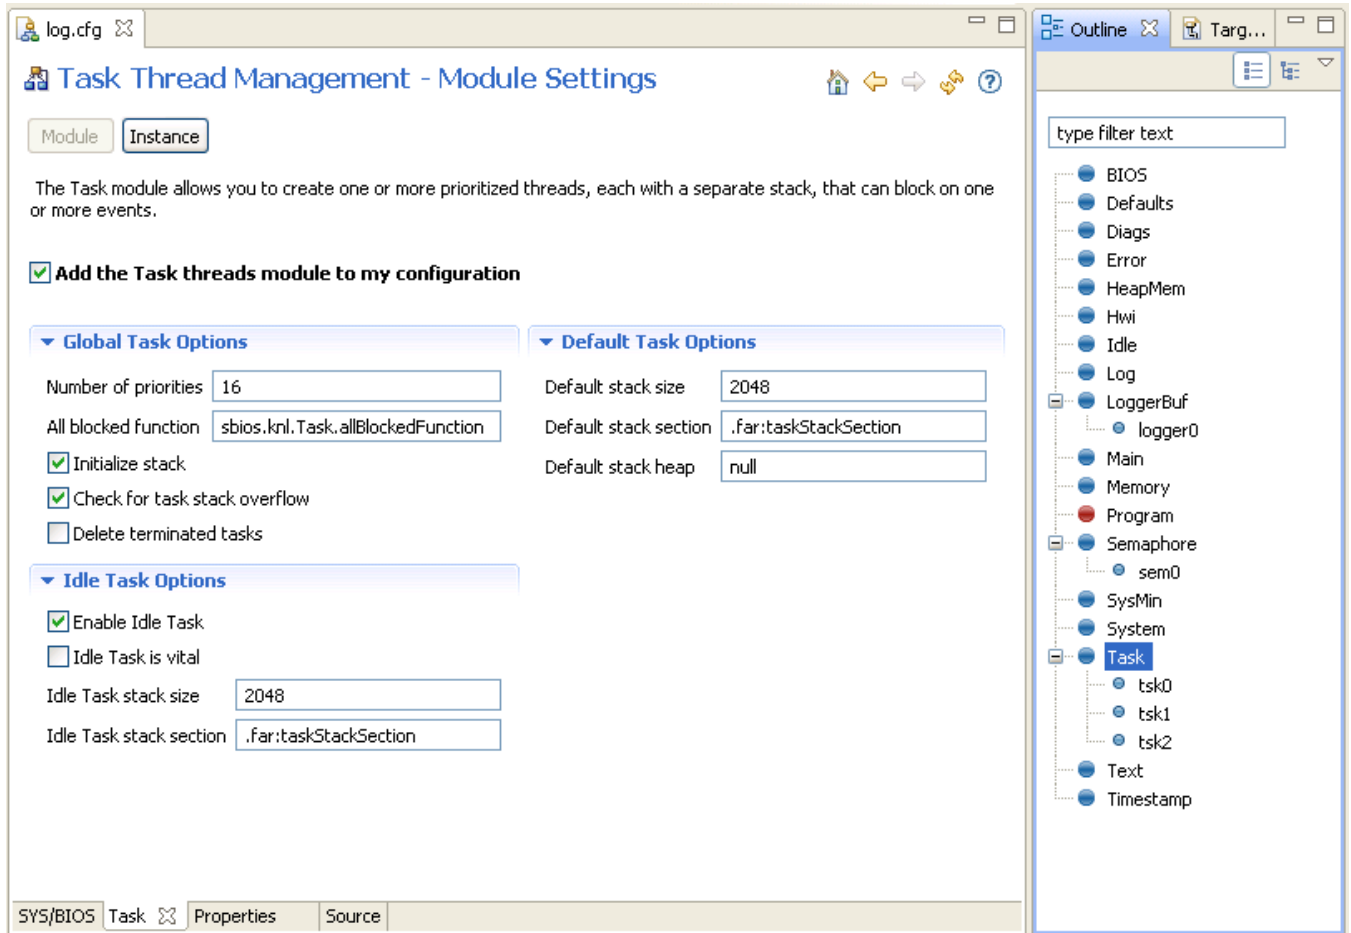 log.cfg
Task Thread Management - Module Settings
Module
Instance
The Task module allows you to create one or more prioritized threads, each with a separate stack, that can block on one
or more events.
Add the Task threads module to my configuration
Global Task Options
Number of priorities 16
All blocked function sbios.knl.Task.allBlockedFunction
Initialize stack
Check for task stack overflow
Delete terminated tasks
Idle Task Options
Enable Idle Task
Idle Task is vital
Idle Task stack size 2048
Idle Task stack section .far:taskStackSection
Default Task Options
Default stack size 2048
Default stack section .far:taskStackSection
Default stack heap null
SYS/BIOS Task Properties Source
Outline Targ...
type filter text
BIOS
Defaults
Diags
Error
HeapMem
Hwi
Idle
Log
LoggerBuf
logger0
Main
Memory
Program
Semaphore
sem0
SysMin
System
Task
tsk0
tsk1
tsk2
Text
Timestamp